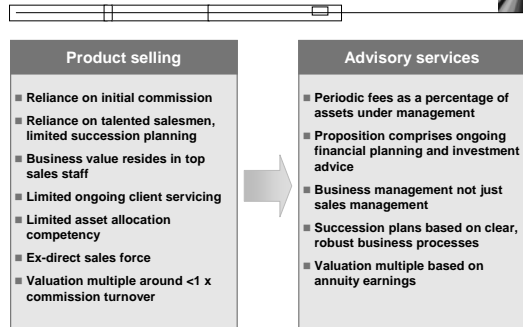 Product selling
■ Reliance on initial commission
■ Reliance on talented salesmen,
limited succession planning
■ Business value resides in top
sales staff
■ Limited ongoing client servicing
■ Limited asset allocation
competency
■ Ex-direct sales force
■ Valuation multiple around <1 x
commission turnover
Advisory services
■ Periodic fees as a percentage of
assets under management
■ Proposition comprises ongoing
financial planning and investment
advice
■ Business management not just
sales management
■ Succession plans based on clear,
robust business processes
■ Valuation multiple based on
annuity earnings